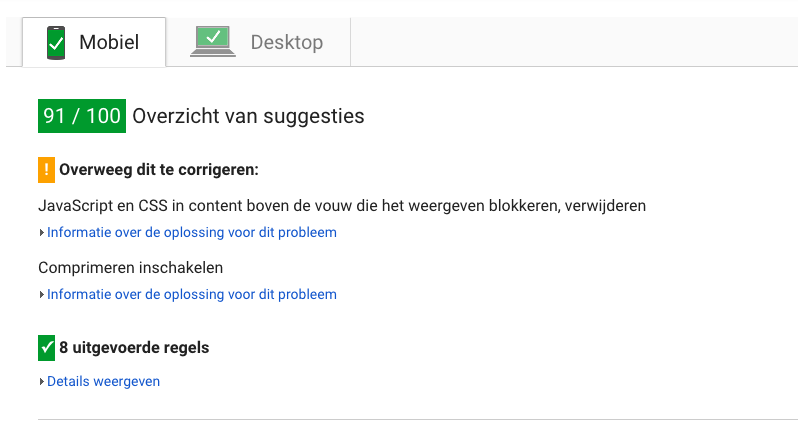 Mobiel
Desktop
91 / 100 Overzicht van suggesties
! Overweeg dit te corrigeren:
JavaScript en CSS in content boven de vouw die het weergeven blokkeren, verwijderen
Informatie over de oplossing voor dit probleem
Comprimeren inschakelen
Informatie over de oplossing voor dit probleem
8 uitgevoerde regels
Details weergeven